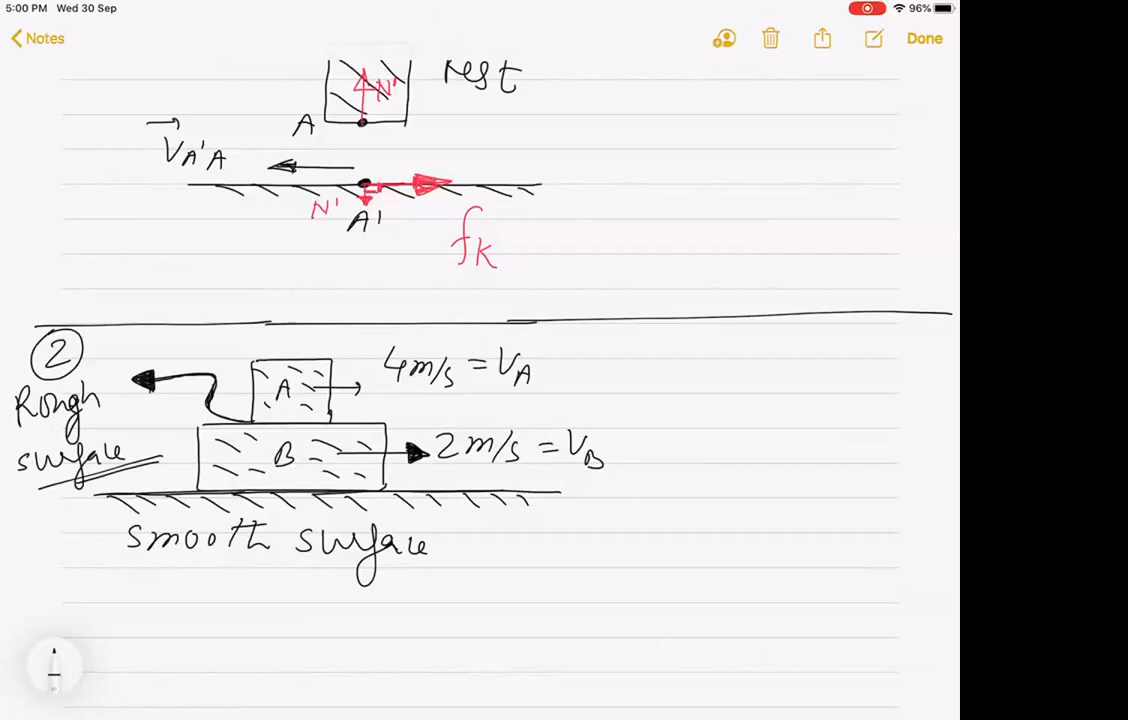 5:00 PM Wed 30 Sep
96%
Notes
Done
rest
N'
A
V A'A
N'
A'
fk
2
4m/s = VA
A
Rough
surface
B
2m/s = VB
smooth surface